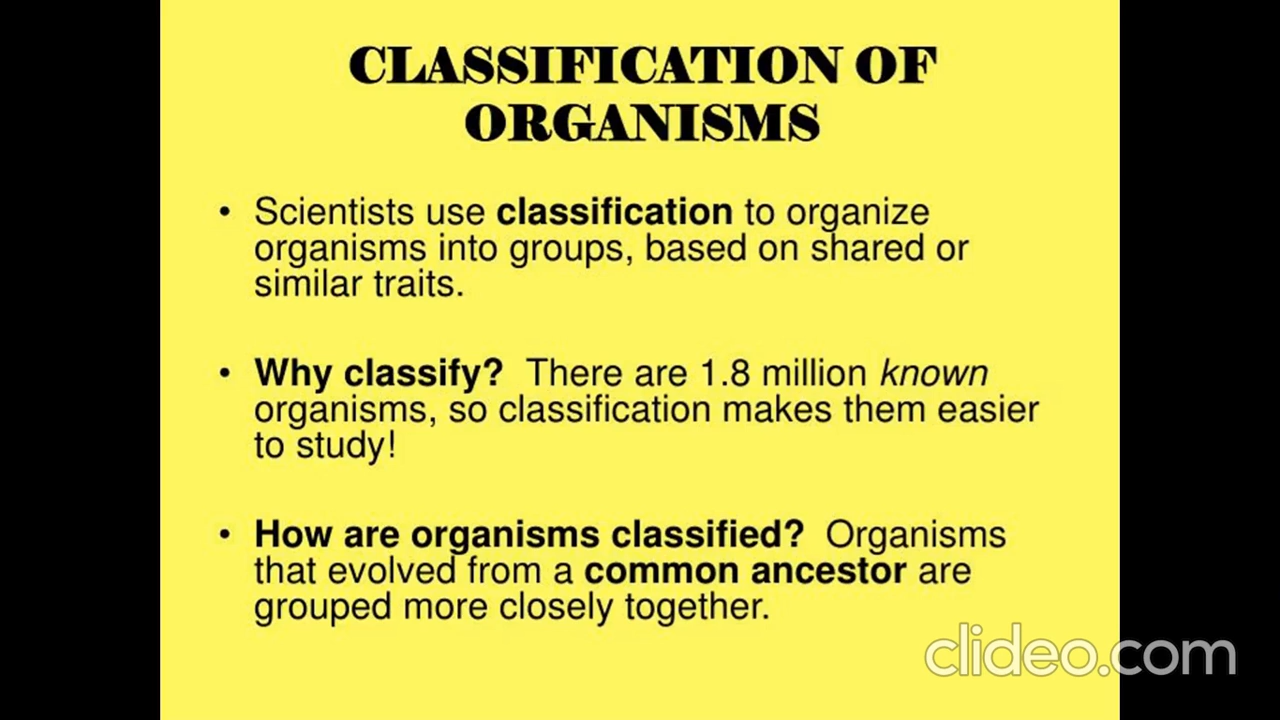 CLASSIFICATION OF
ORGANISMS
• Scientists use classification to organize
organisms into groups, based on shared or
similar traits.
• Why classify? There are 1.8 million known
organisms, so classification makes them easier
to study!
• How are organisms classified? Organisms
that evolved from a common ancestor are
grouped more closely together.
clideo.com